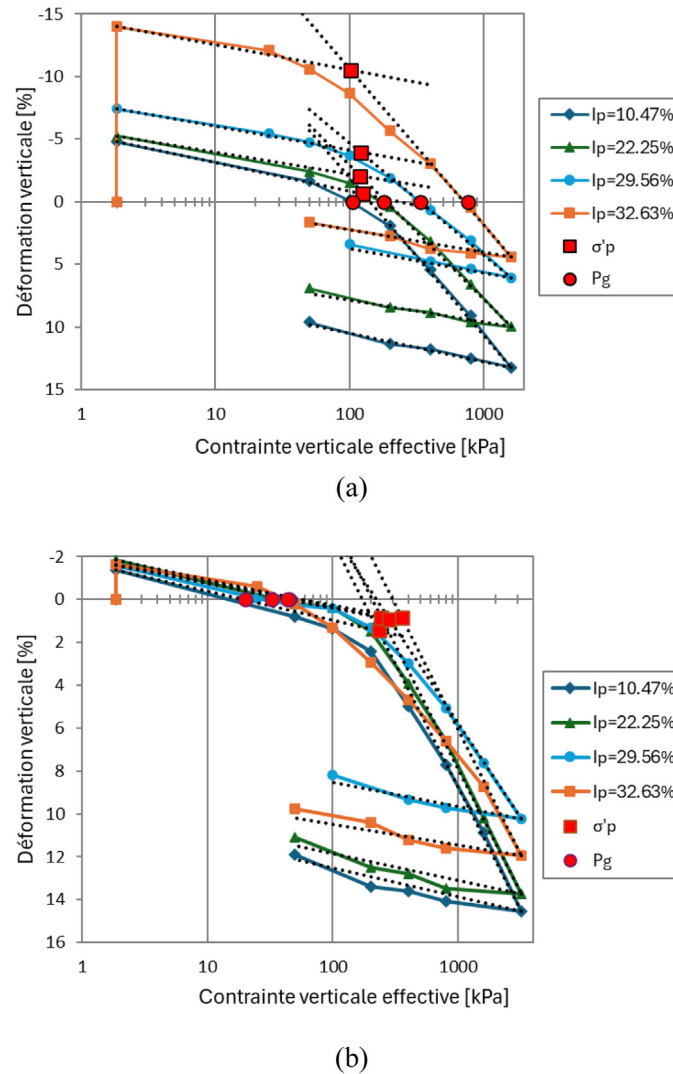 -15
-10
-5
0
5
10
15
Déformation verticale [%]
1
10
100
1000
Contrainte verticale effective [kPa]
Ip=10.47%
Ip=22.25%
Ip=29.56%
Ip=32.63%
σ'p
Pg
(a)
-2
0
2
4
6
8
10
12
14
16
Déformation verticale [%]
1
10
100
1000
Contrainte verticale effective [kPa]
Ip=10.47%
Ip=22.25%
Ip=29.56%
Ip=32.63%
σ'p
Pg
(b)